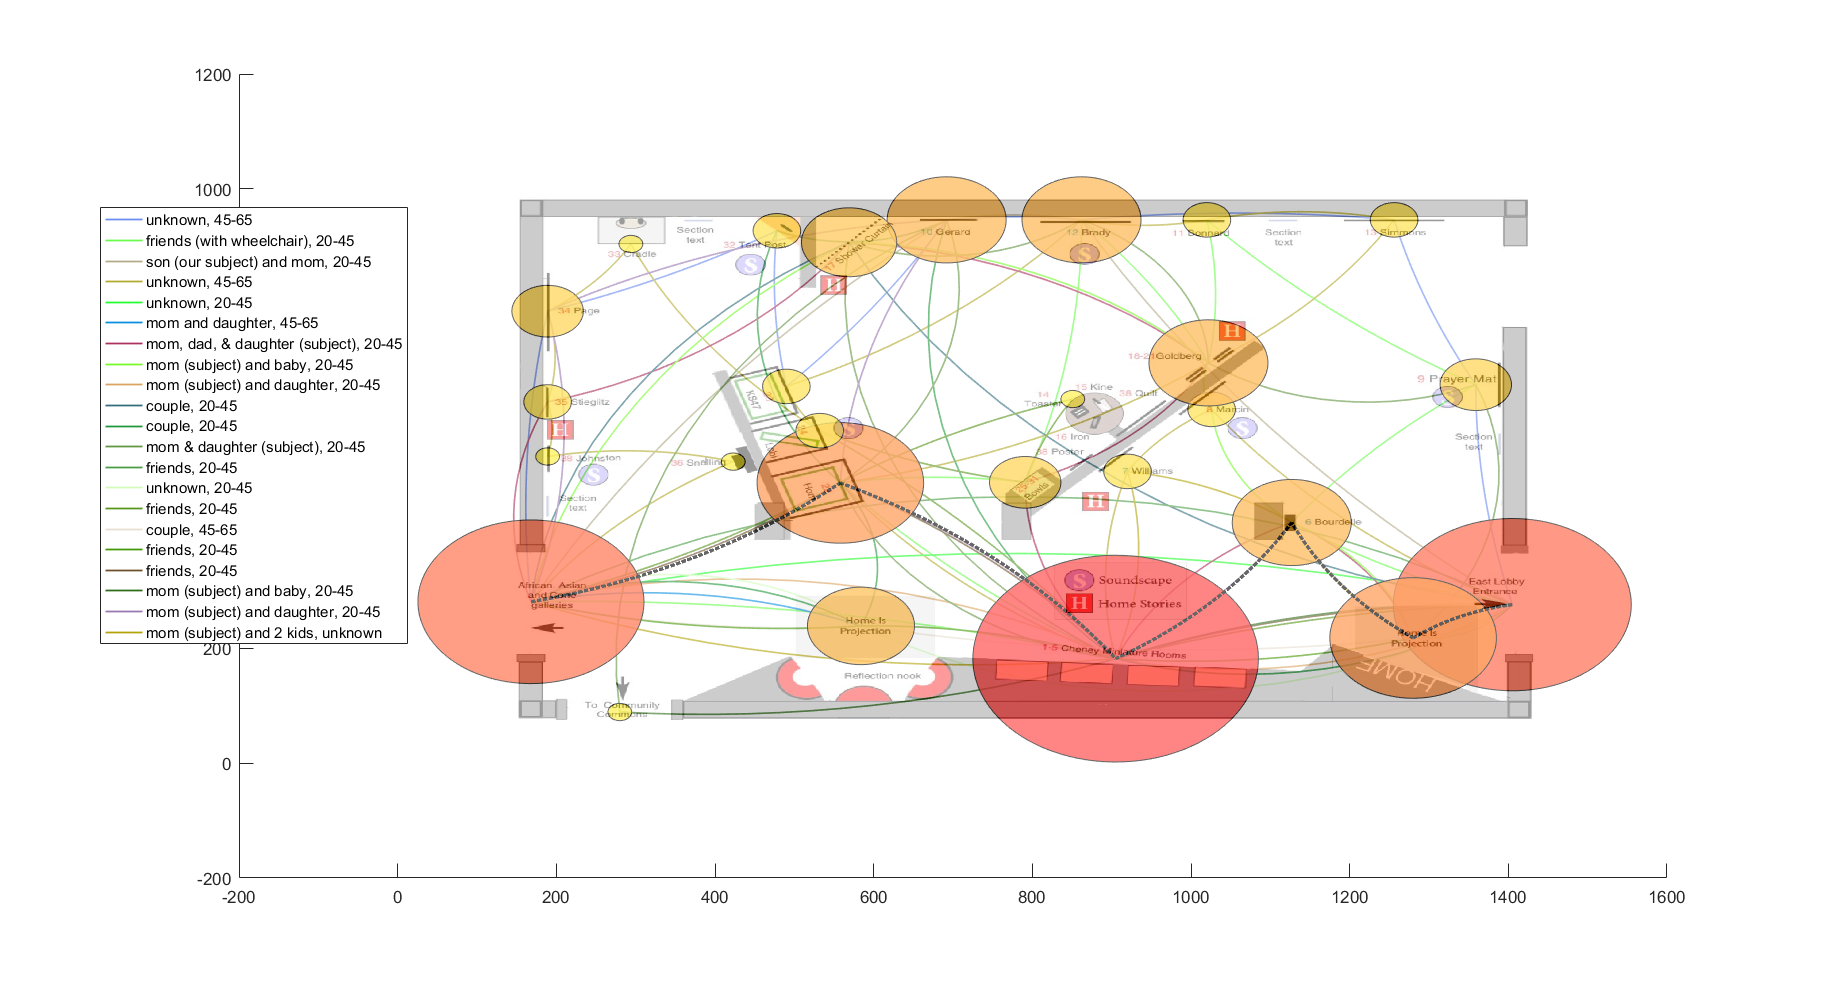 1200
1000
200
0
-200
-200
0
200
400
600
800
1000
1200
1400
1600
unknown, 45-65
friends (with wheelchair), 20-45
son (our subject) and mom, 20-45
unknown, 45-65
unknown, 20-45
mom and daughter, 45-65
mom, dad, & daughter (subject), 20-45
mom (subject) and baby, 20-45
mom (subject) and daughter, 20-45
couple, 20-45
couple, 20-45
mom & daughter (subject), 20-45
friends, 20-45
unknown, 20-45
friends, 20-45
couple, 45-65
friends, 20-45
friends, 20-45
mom (subject) and baby, 20-45
mom (subject) and daughter, 20-45
mom (subject) and 2 kids, unknown
Section
text
33 Cradle
32 Tent Post
S
17 Shower Curtain
H
10 Gerard
12 Brady
S
11 Bonnard
Section
text
13 Simmons
34 Page
18-21 Goldberg
H
9 Prayer Mat
35 Stieglitz
H
KS47
15 Kine
14
Toaster
38 Quilt
8 Martin
S
16 Iron
Section
text
39 Johnston
S
36 Snelling
38 Poster
7 Williams
Bowls
H
Section
text
6 Bourdelle
African Asian
galleries
S Soundscape
H Home Stories
East Lobby
Entrance
Home Is
Projection
Home Is
Projection
1-5 Cheney Miniature Rooms
HOME
Reflection nook
To Community
Commons